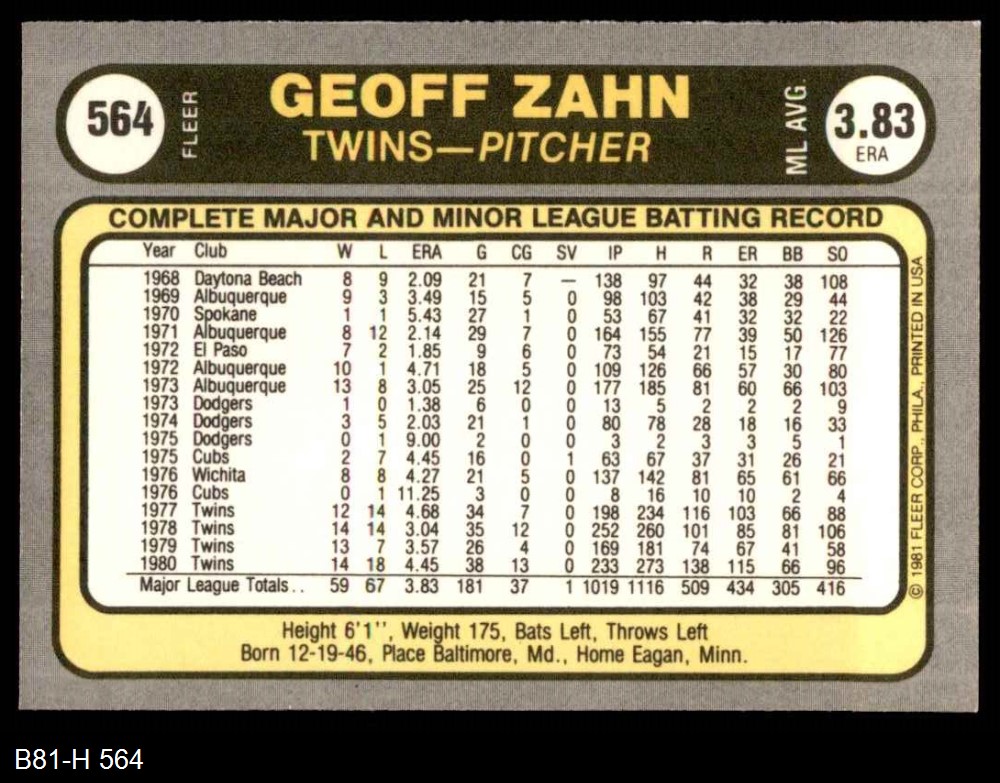 564
FLEER
GEOFF ZAHN
TWINS—PITCHER
ML AVG.
3.83
ERA
COMPLETE MAJOR AND MINOR LEAGUE BATTING RECORD
Year Club W L ERA G CG SV IP H R ER BB SO
1968 Daytona Beach 8 9 2.09 21 7 — 138 97 44 32 38 108
1969 Albuquerque 9 3 3.49 15 5 0 98 103 42 38 29 44
1970 Spokane 1 1 5.43 27 1 0 53 67 41 32 32 22
1971 Albuquerque 8 12 2.14 29 7 0 164 155 77 39 50 126
1972 El Paso 7 2 1.85 9 6 0 73 54 21 15 17 77
1972 Albuquerque 10 1 4.71 18 5 0 109 126 66 57 30 80
1973 Albuquerque 13 8 3.05 25 12 0 177 185 81 60 66 103
1973 Dodgers 1 0 1.38 6 0 0 13 5 2 2 2 9
1974 Dodgers 3 5 2.03 21 1 0 80 78 28 18 16 33
1975 Dodgers 0 1 9.00 2 0 0 3 2 3 3 5 1
1975 Cubs 2 7 4.45 16 0 1 63 67 37 31 26 21
1976 Wichita 8 8 4.27 21 5 0 137 142 81 65 61 66
1976 Cubs 0 1 11.25 3 0 0 8 16 10 10 2 4
1977 Twins 12 14 4.68 34 7 0 198 234 116 103 66 88
1978 Twins 14 14 3.04 35 12 0 252 260 101 85 81 106
1979 Twins 13 7 3.57 26 4 0 169 181 74 67 41 58
1980 Twins 14 18 4.45 38 13 0 233 273 138 115 66 96
Major League Totals . . 59 67 3.83 181 37 1 1019 1116 509 434 305 416
© 1981 FLEER CORP., PHILA., PRINTED IN USA
Height 6'1'', Weight 175, Bats Left, Throws Left
Born 12-19-46, Place Baltimore, Md., Home Eagan, Minn.
B81-H 564